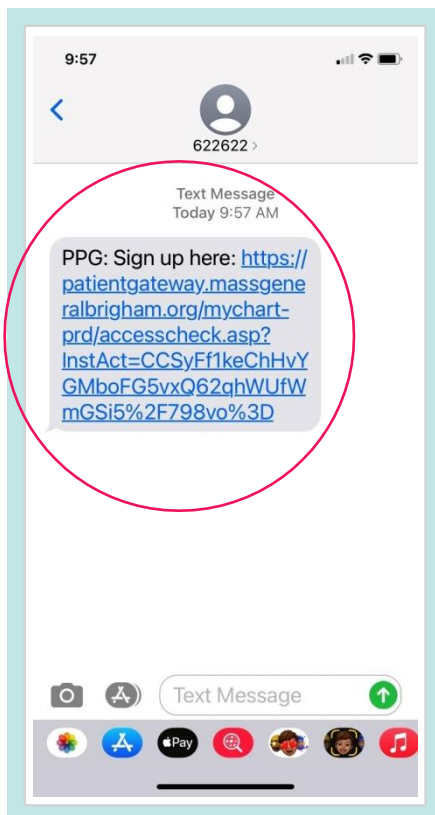 9:57
622622 >
Text Message
Today 9:57 AM
PPG: Sign up here: https://
patientgateway.massgene
ralbrigham.org/mychart-
prd/accesscheck.asp?
InstAct=CCSyFf1keChHvY
GMboFG5vxQ62qhWUfW
mGSi5%2F798vo%3D
Text Message
Pay